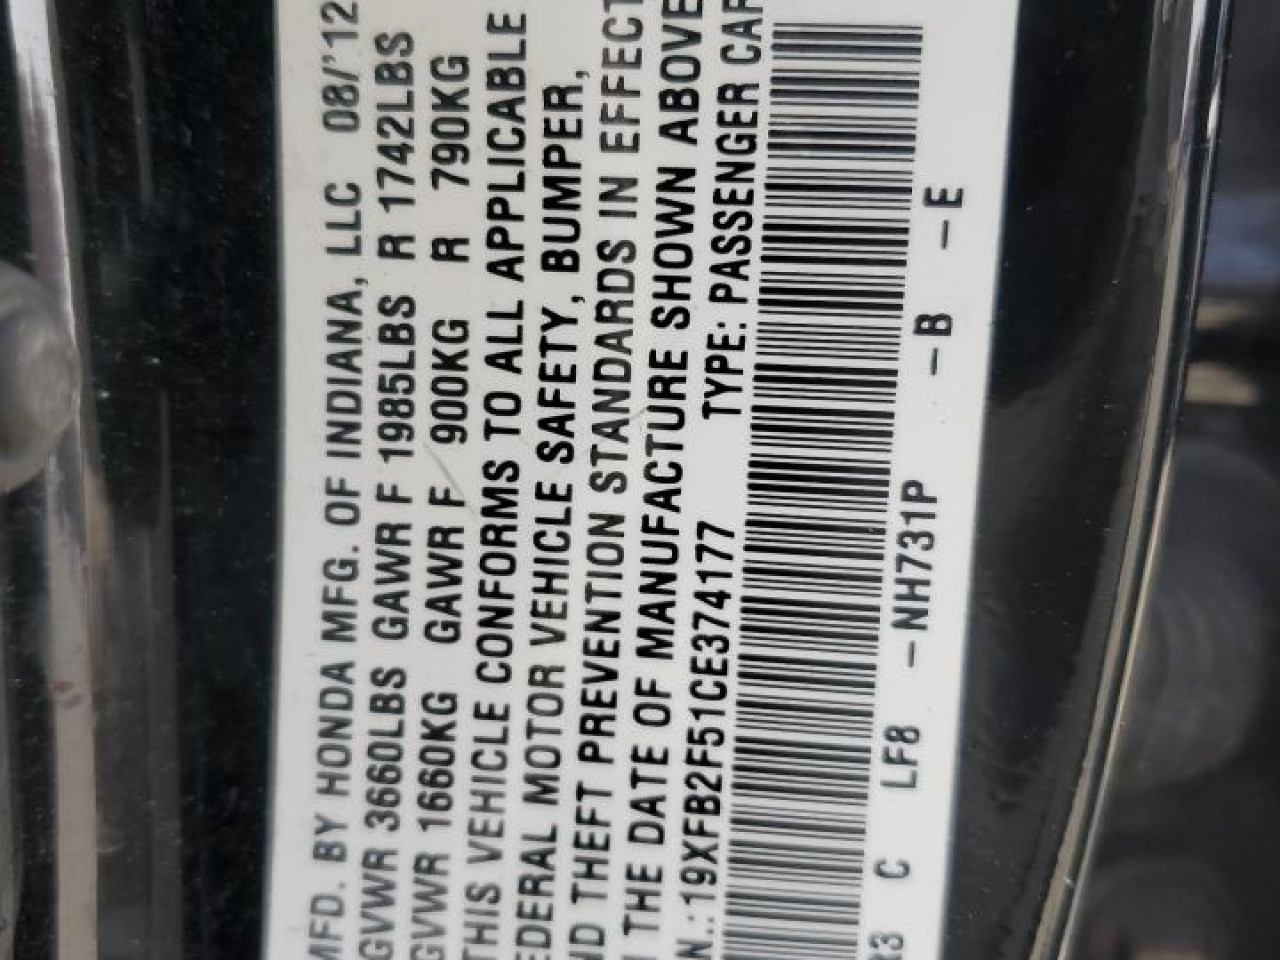 MFD. BY HONDA MFG. OF INDIANA, LLC 08/'12
GVWR 3660LBS GAWR F 1985LBS R 1742LBS
GVWR 1660KG GAWR F 900KG R 790KG
THIS VEHICLE CONFORMS TO ALL APPLICABLE
EDERAL MOTOR VEHICLE SAFETY, BUMPER,
ND THEFT PREVENTION STANDARDS IN EFFECT
THE DATE OF MANUFACTURE SHOWN ABOVE
N.: 19XFB2F51CE374177 TYPE: PASSENGER CAR
3 C LF8 -NH731P -B -E